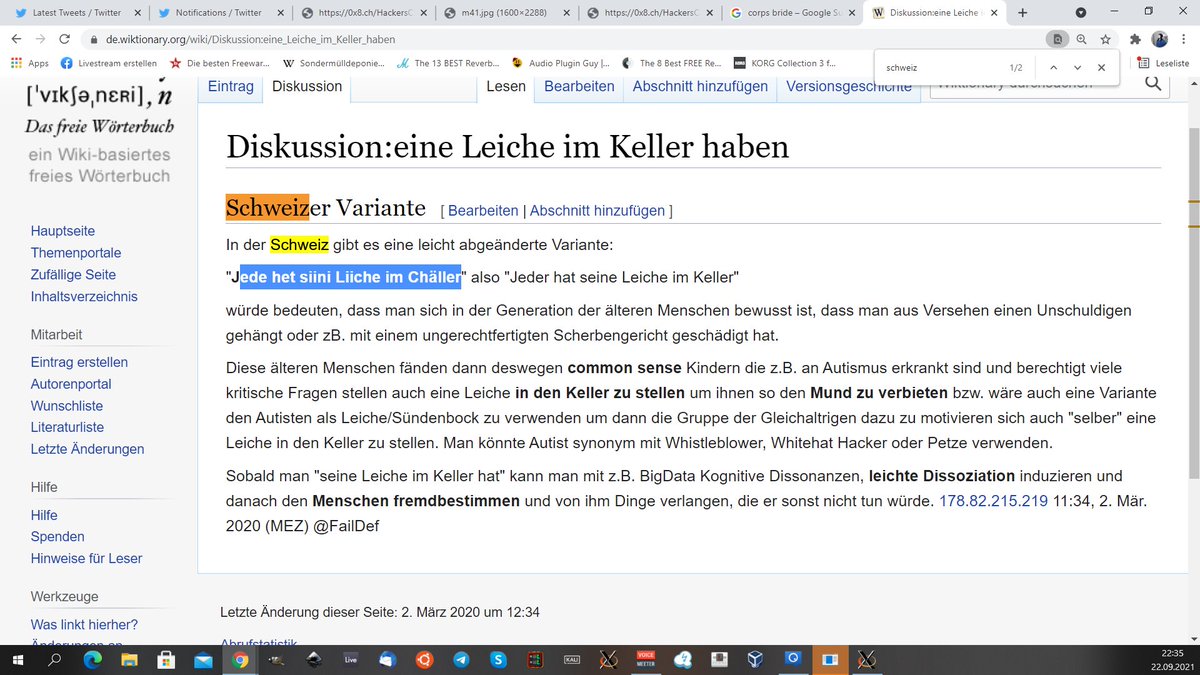 Latest Tweets / Twitter
Notifications / Twitter
https://0x8.ch/HackersC
m41.jpg (1600×2288)
https://0x8.ch/HackersC
corps bride – Google Su
Diskussion:eine Leiche i
de.wiktionary.org/wiki/Diskussion:eine_Leiche_im_Keller_haben
Apps
Livestream erstellen
Die besten Restaur...
Sondermülldeponie...
The 13 BEST Reverb...
Audio Plugin Guy |...
The 8 Best FREE Re...
KORG Collection 3 f...
Leseliste
schweiz
1/2
[ˈvɪkʃəˌnɛʀi], n
Das freie Wörterbuch
ein Wiki-basiertes
freies Wörterbuch
Eintrag
Diskussion
Lesen
Bearbeiten
Abschnitt hinzufügen
Versionsgeschichte
Diskussion:eine Leiche im Keller haben
Schweizer Variante [ Bearbeiten | Abschnitt hinzufügen ]
In der Schweiz gibt es eine leicht abgeänderte Variante:
"Jede het siini Liiche im Chäller" also "Jeder hat seine Leiche im Keller"
würde bedeuten, dass man sich in der Generation der älteren Menschen bewusst ist, dass man aus Versehen einen Unschuldigen
gehängt oder zB. mit einem ungerechtfertigten Scherbengericht geschädigt hat.
Diese älteren Menschen fänden dann deswegen common sense Kindern die z.B. an Autismus erkrankt sind und berechtigt viele
kritische Fragen stellen auch eine Leiche in den Keller zu stellen um ihnen so den Mund zu verbieten bzw. wäre auch eine Variante
den Autisten als Leiche/Sündenbock zu verwenden um dann die Gruppe der Gleichaltrigen dazu zu motivieren sich auch "selber" eine
Leiche in den Keller zu stellen. Man könnte Autist synonym mit Whistleblower, Whitehat Hacker oder Petze verwenden.
Sobald man "seine Leiche im Keller hat" kann man mit z.B. BigData Kognitive Dissonanzen, leichte Dissoziation induzieren und
danach den Menschen fremdbestimmen und von ihm Dinge verlangen, die er sonst nicht tun würde. 178.82.215.219 11:34, 2. Mär.
2020 (MEZ) @FailDef
Letzte Änderung dieser Seite: 2. März 2020 um 12:34
Abrufstatistik
Hauptseite
Themenportale
Zufällige Seite
Inhaltsverzeichnis
Mitarbeit
Eintrag erstellen
Autorenportal
Wunschliste
Literaturliste
Letzte Änderungen
Hilfe
Hilfe
Spenden
Hinweise für Leser
Werkzeuge
Was linkt hierher?
Änderungen an
Live
KALI
VOICE
MEETER
22:35
22.09.2021